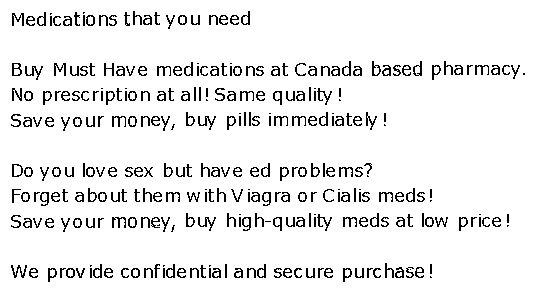 Medications that you need
Buy Must Have medications at Canada based pharmacy.
No prescription at all! Same quality!
Save your money, buy pills immediately!
Do you love sex but have ed problems?
Forget about them with Viagra or Cialis meds!
Save your money, buy high-quality meds at low price!
We provide confidential and secure purchase!